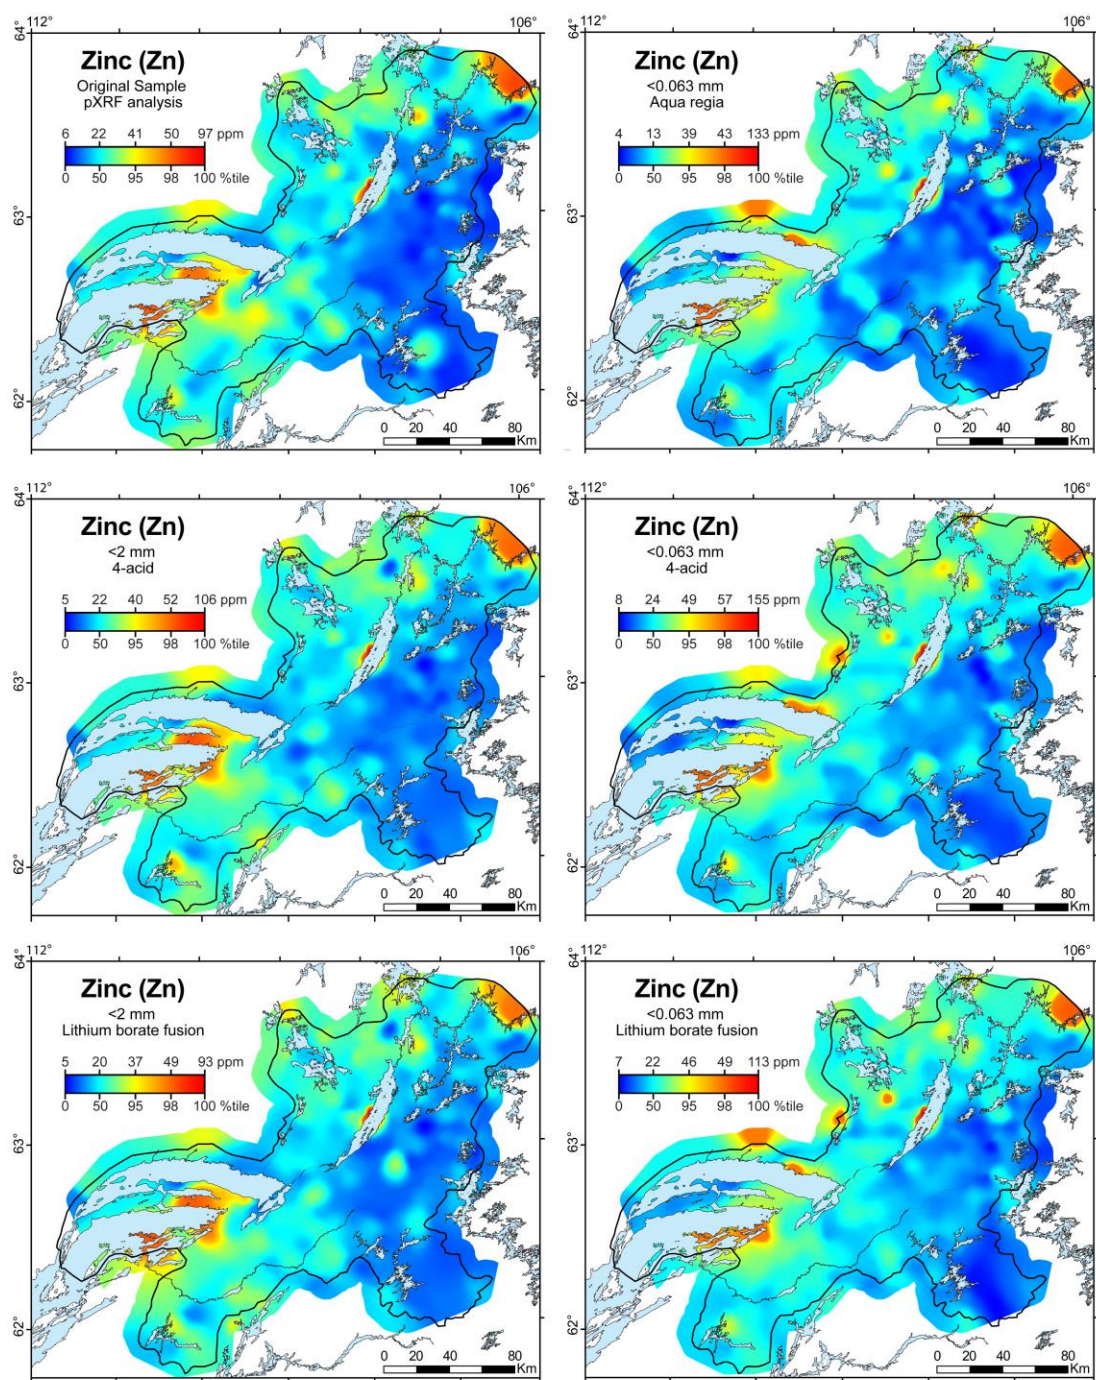 112° 106°
64°
63°
62°
Zinc (Zn)
Original Sample
pXRF analysis
6 22 41 50 97 ppm
0 50 95 98 100 %tile
0 20 40 80
Km
112° 106°
64°
63°
62°
Zinc (Zn)
<0.063 mm
Aqua regia
4 13 39 43 133 ppm
0 50 95 98 100 %tile
0 20 40 80
Km
112° 106°
64°
63°
62°
Zinc (Zn)
<2 mm
4-acid
5 22 40 52 106 ppm
0 50 95 98 100 %tile
0 20 40 80
Km
112° 106°
64°
63°
62°
Zinc (Zn)
<0.063 mm
4-acid
8 24 49 57 155 ppm
0 50 95 98 100 %tile
0 20 40 80
Km
112° 106°
64°
63°
62°
Zinc (Zn)
<2 mm
Lithium borate fusion
5 20 37 49 93 ppm
0 50 95 98 100 %tile
0 20 40 80
Km
112° 106°
64°
63°
62°
Zinc (Zn)
<0.063 mm
Lithium borate fusion
7 22 46 49 113 ppm
0 50 95 98 100 %tile
0 20 40 80
Km